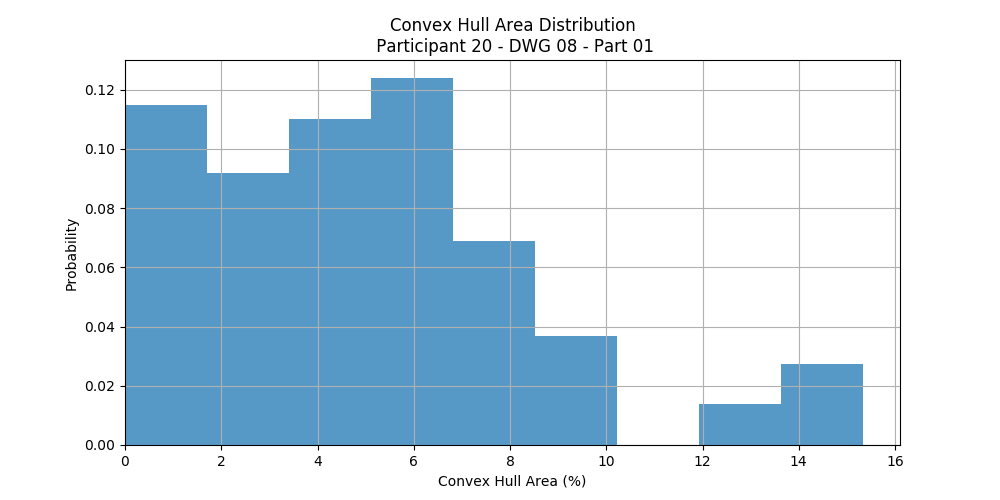 Convex Hull Area Distribution
Participant 20 - DWG 08 - Part 01
0.12
0.10
0.08
0.06
0.04
0.02
0.00
Probability
0 2 4 6 8 10 12 14 16
Convex Hull Area (%)